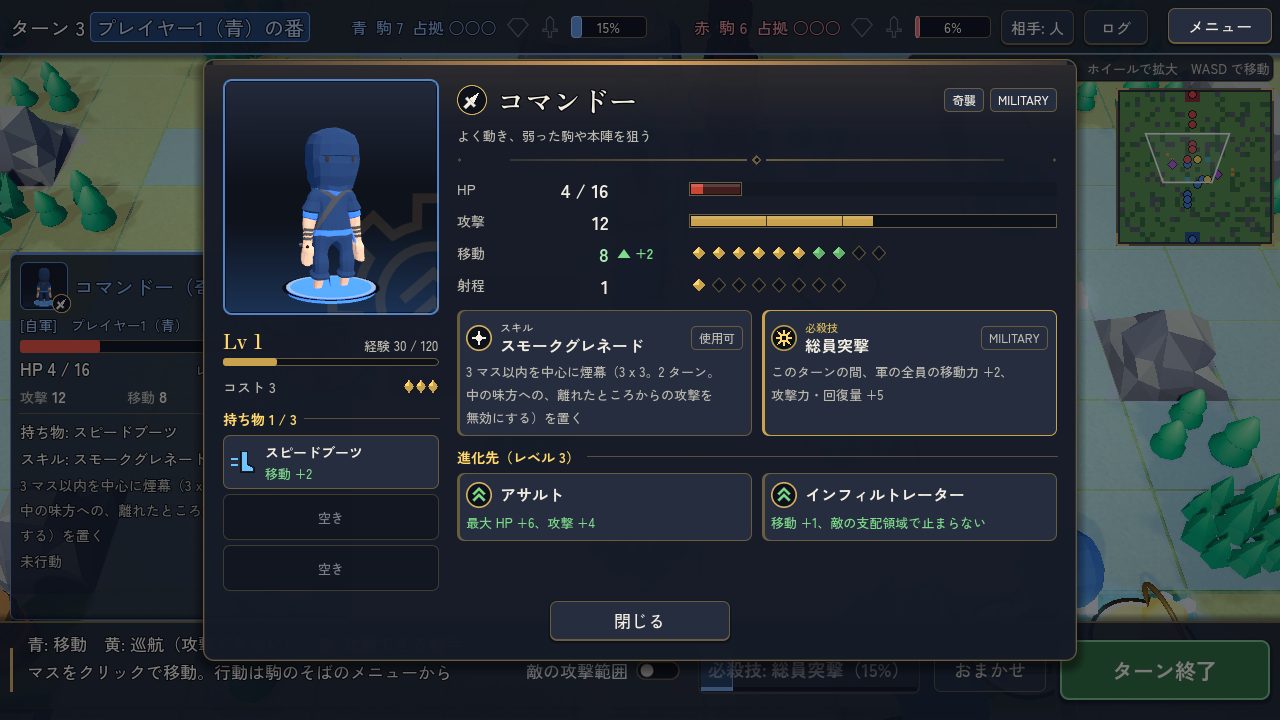 ターン 3 プレイヤー1（青）の番 青 駒 7 占拠 〇〇〇 15% 赤 駒 6 占拠 〇〇〇 6% 相手: 人 ログ メニュー
ホイールで拡大 WASD で移動
コマンドー
奇襲 MILITARY
よく動き、弱った駒や本陣を狙う
HP 4 / 16
攻撃 12
移動 8 ▲ +2
射程 1
Lv 1 経験 30 / 120
コスト 3
持ち物 1 / 3
スピードブーツ
移動 +2
空き
空き
スキル
スモークグレネード 使用可
3 マス以内を中心に煙幕（3 x 3。2 ターン。
中の味方への、離れたところからの攻撃を
無効にする）を置く
必殺技
総員突撃 MILITARY
このターンの間、軍の全員の移動力 +2、
攻撃力・回復量 +5
進化先（レベル 3）
アサルト
最大 HP +6、攻撃 +4
インフィルトレーター
移動 +1、敵の支配領域で止まらない
閉じる
コマンドー（
[自軍] プレイヤー1（青）
HP 4 / 16
攻撃 12 移動 8
持ち物: スピードブーツ
スキル: スモークグレネード
3 マス以内を中心に煙幕（3 x
中の味方への、離れたところ
する）を置く
未行動
青: 移動 黄: 巡航（攻撃
マスをクリックで移動。行動は駒のそばのメニューから
敵の攻撃範囲 必殺技: 総員突撃（15%） おまかせ ターン終了